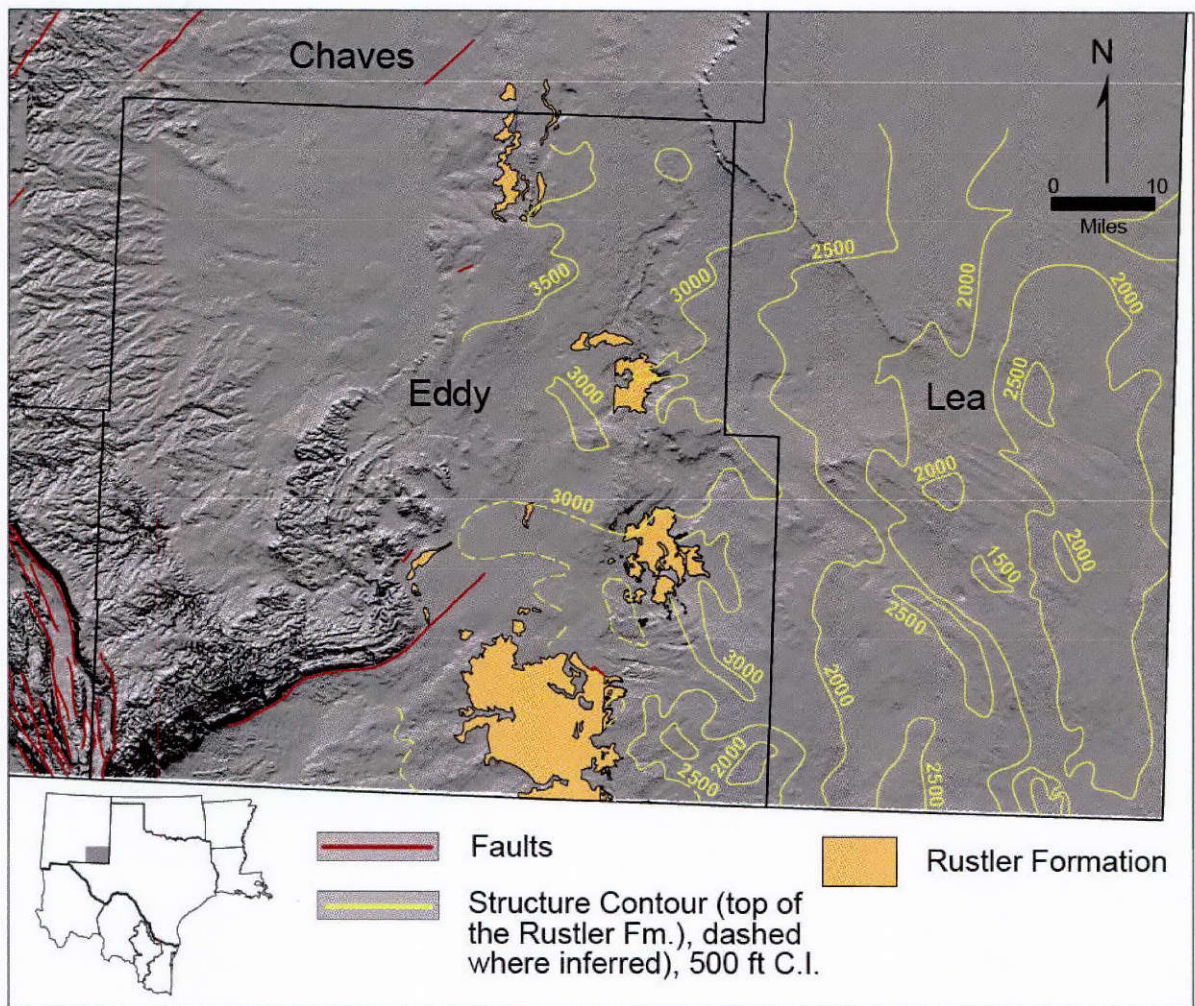 Chaves
N
0 10
Miles
2500
3500
3000
2000
2000
Eddy
3000
2500
Lea
2000
3000
1500
2000
2500
3000
2000
2000
2500
2500
Faults
Rustler Formation
Structure Contour (top of
the Rustler Fm.), dashed
where inferred), 500 ft C.I.